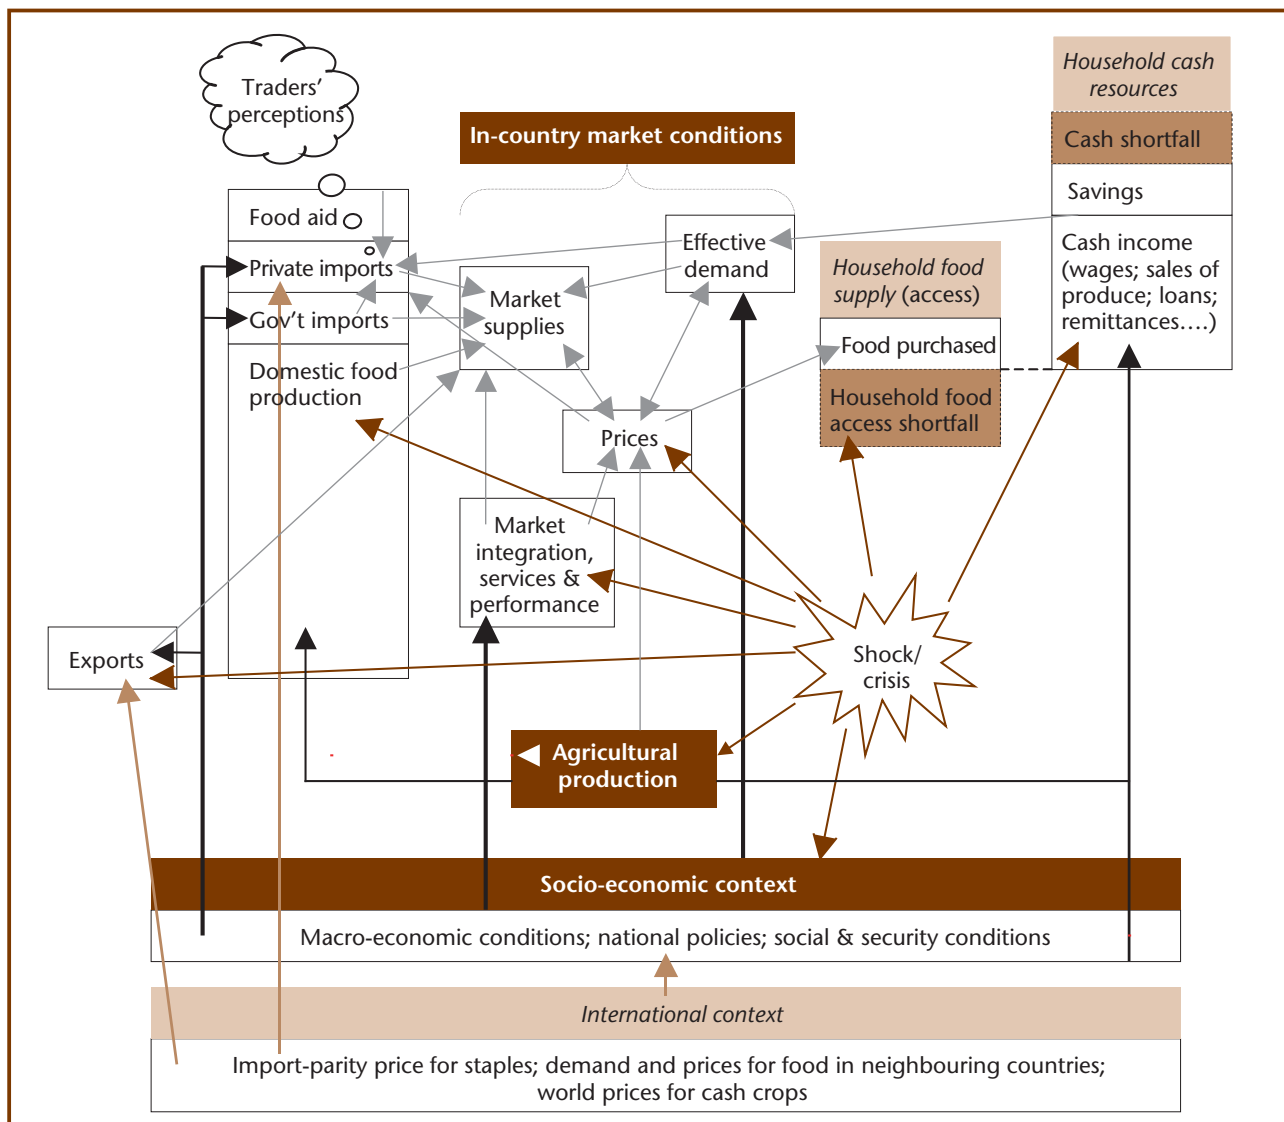 Traders’
perceptions
In-country market conditions
Household cash
resources
Cash shortfall
Savings
Cash income
(wages; sales of
produce; loans;
remittances....)
Food aid
Private imports
Gov’t imports
Domestic food
production
Market
supplies
Effective
demand
Household food
supply (access)
Food purchased
Household food
access shortfall
Prices
Market
integration,
services &
performance
Exports
Shock/
crisis
Agricultural
production
Socio-economic context
Macro-economic conditions; national policies; social & security conditions
International context
Import-parity price for staples; demand and prices for food in neighbouring countries;
world prices for cash crops